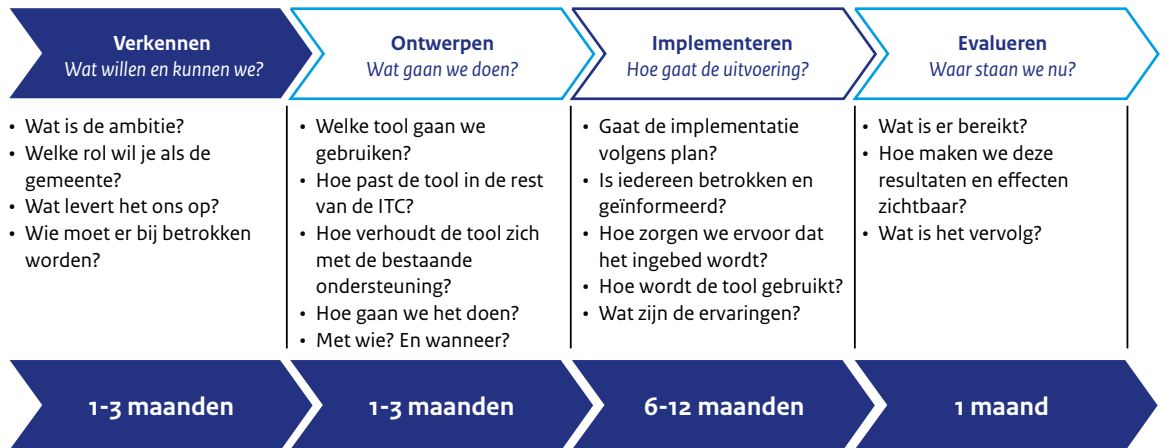 Verkennen
Wat willen en kunnen we?
Ontwerpen
Wat gaan we doen?
Implementeren
Hoe gaat de uitvoering?
Evalueren
Waar staan we nu?
• Wat is de ambitie?
• Welke rol wil je als de
gemeente?
• Wat levert het ons op?
• Wie moet er bij betrokken
worden?
• Welke tool gaan we
gebruiken?
• Hoe past de tool in de rest
van de ITC?
• Hoe verhoudt de tool zich
met de bestaande
ondersteuning?
• Hoe gaan we het doen?
• Met wie? En wanneer?
• Gaat de implementatie
volgens plan?
• Is iedereen betrokken en
geïnformeerd?
• Hoe zorgen we ervoor dat
het ingebed wordt?
• Hoe wordt de tool gebruikt?
• Wat zijn de ervaringen?
• Wat is er bereikt?
• Hoe maken we deze
resultaten en effecten
zichtbaar?
• Wat is het vervolg?
1-3 maanden
1-3 maanden
6-12 maanden
1 maand